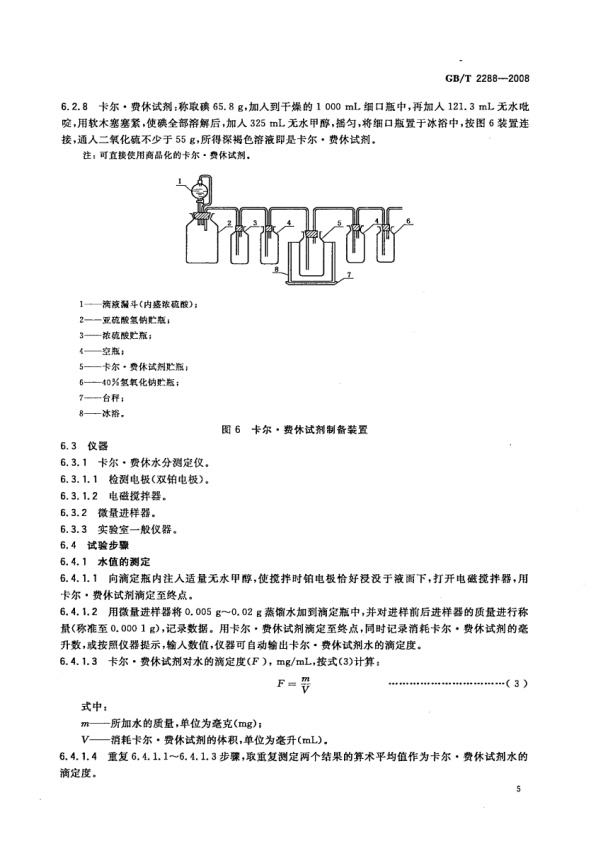 GB/T 2288—2008
6.2.8 卡尔·费休试剂:称取碘 65.8 g,加入到干燥的 1 000 mL 细口瓶中,再加入 121.3 mL 无水吡
啶,用软木塞塞紧,使碘全部溶解后,加入 325 mL 无水甲醇,摇匀,将细口瓶置于冰浴中,按图 6 装置连
接,通入二氧化硫不少于 55 g,所得深褐色溶液即是卡尔·费休试剂。
注:可直接使用商品化的卡尔·费休试剂。
1
2
3
4
5
4
6
8
7
1——滴液漏斗(内盛浓硫酸);
2——亚硫酸氢钠贮瓶;
3——浓硫酸贮瓶;
4——空瓶;
5——卡尔·费休试剂贮瓶;
6——40%氢氧化钠贮瓶;
7——台秤;
8——冰浴。
图 6 卡尔·费休试剂制备装置
6.3 仪器
6.3.1 卡尔·费休水分测定仪。
6.3.1.1 检测电极(双铂电极)。
6.3.1.2 电磁搅拌器。
6.3.2 微量进样器。
6.3.3 实验室一般仪器。
6.4 试验步骤
6.4.1 水值的测定
6.4.1.1 向滴定瓶内注入适量无水甲醇,使搅拌时铂电极恰好浸没于液面下,打开电磁搅拌器,用
卡尔·费休试剂滴定至终点。
6.4.1.2 用微量进样器将 0.005 g～0.02 g 蒸馏水加到滴定瓶中,并对进样前后进样器的质量进行称
量(称准至 0.000 1 g),记录数据。用卡尔·费休试剂滴定至终点,同时记录消耗卡尔·费休试剂的毫
升数,或按照仪器提示,输入数值,仪器可自动输出卡尔·费休试剂水的滴定度。
6.4.1.3 卡尔·费休试剂对水的滴定度(F),mg/mL,按式(3)计算:
F = m/V ……………………………( 3 )
式中:
m——所加水的质量,单位为毫克(mg);
V——消耗卡尔·费休试剂的体积,单位为毫升(mL)。
6.4.1.4 重复 6.4.1.1～6.4.1.3 步骤,取重复测定两个结果的算术平均值作为卡尔·费休试剂水的
滴定度。
5